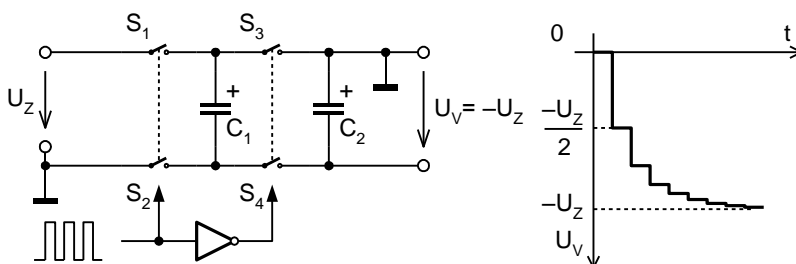 S1 S3
UZ
+ +
C1 C2
UV = –UZ
S2 S4
0 t
–UZ
2
–UZ
UV